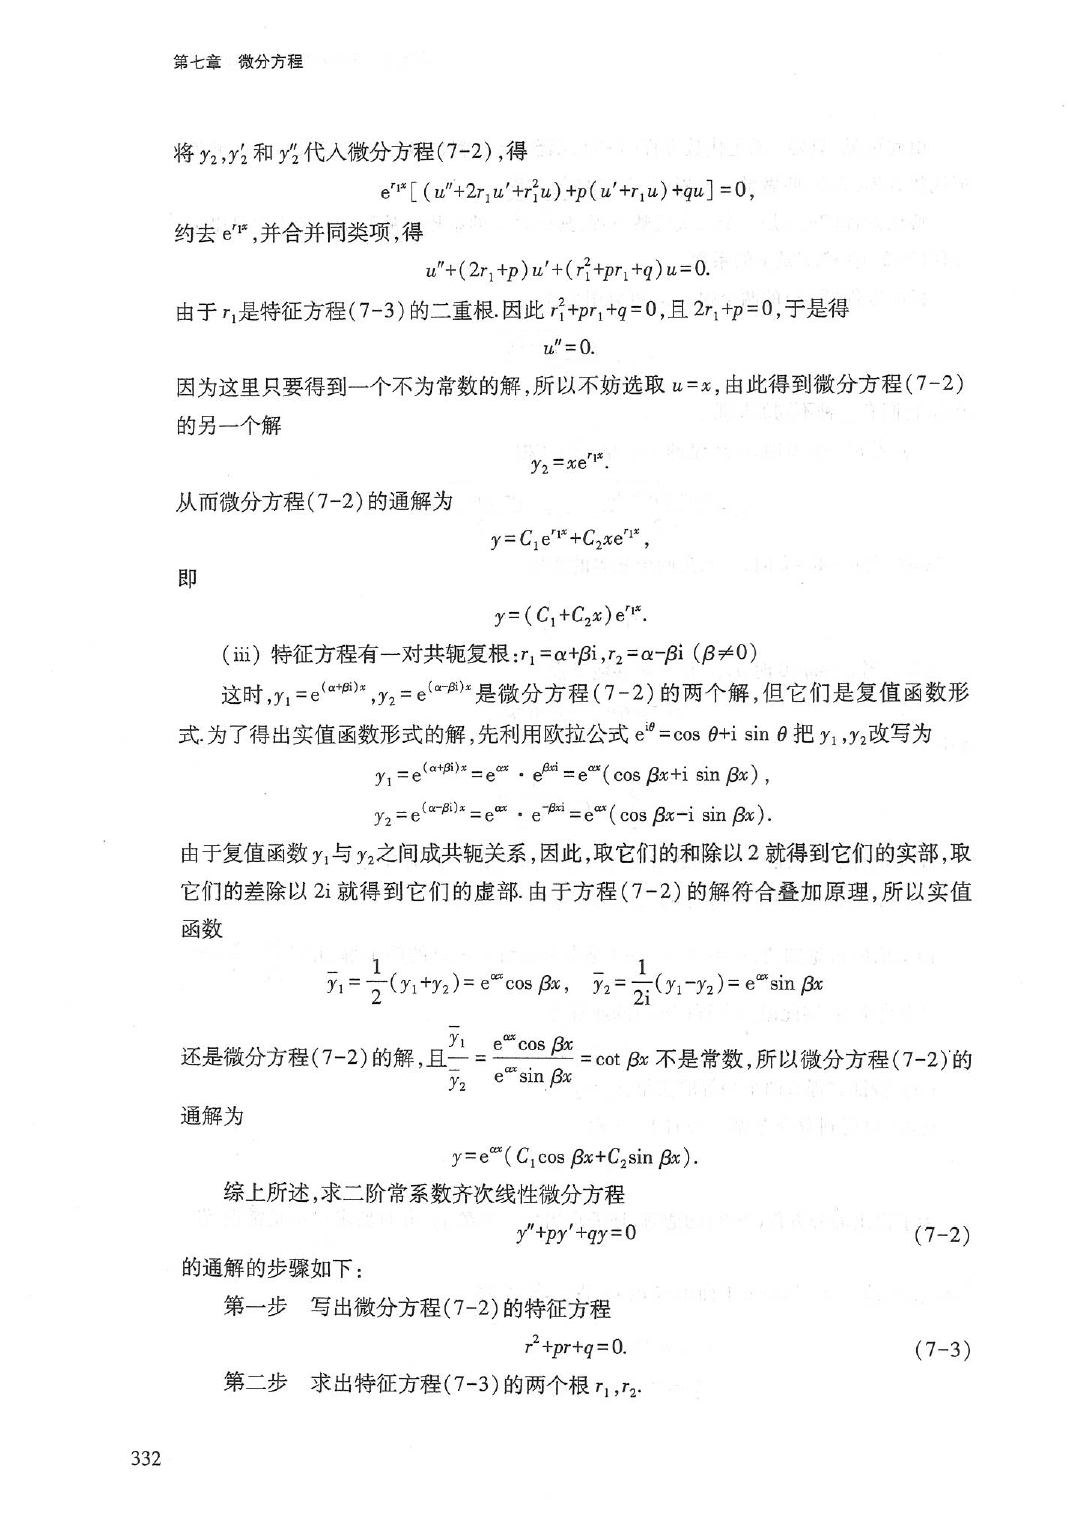 第七章　微分方程
将 y₂,y₂′和 y₂″代入微分方程(7-2),得
e^{r₁x}[(u″+2r₁u′+r₁²u)+p(u′+r₁u)+qu]=0,
约去 e^{r₁x},并合并同类项,得
u″+(2r₁+p)u′+(r₁²+pr₁+q)u=0.
由于 r₁是特征方程(7-3)的二重根.因此 r₁²+pr₁+q=0,且 2r₁+p=0,于是得
u″=0.
因为这里只要得到一个不为常数的解,所以不妨选取 u=x,由此得到微分方程(7-2)
的另一个解
y₂=xe^{r₁x}.
从而微分方程(7-2)的通解为
y=C₁e^{r₁x}+C₂xe^{r₁x},
即
y=(C₁+C₂x)e^{r₁x}.
(iii) 特征方程有一对共轭复根:r₁=α+βi,r₂=α-βi (β≠0)
这时,y₁=e^{(α+βi)x},y₂=e^{(α-βi)x}是微分方程(7-2)的两个解,但它们是复值函数形
式.为了得出实值函数形式的解,先利用欧拉公式 e^{iθ}=cos θ+i sin θ 把 y₁,y₂改写为
y₁=e^{(α+βi)x}=e^{αx}·e^{βxi}=e^{αx}(cos βx+i sin βx),
y₂=e^{(α-βi)x}=e^{αx}·e^{-βxi}=e^{αx}(cos βx-i sin βx).
由于复值函数 y₁与 y₂之间成共轭关系,因此,取它们的和除以 2 就得到它们的实部,取
它们的差除以 2i 就得到它们的虚部.由于方程(7-2)的解符合叠加原理,所以实值
函数
ȳ₁=\frac{1}{2}(y₁+y₂)=e^{αx}cos βx, ȳ₂=\frac{1}{2i}(y₁-y₂)=e^{αx}sin βx
还是微分方程(7-2)的解,且\frac{ȳ₁}{ȳ₂}=\frac{e^{αx}cos βx}{e^{αx}sin βx}=cot βx 不是常数,所以微分方程(7-2)的
通解为
y=e^{αx}(C₁cos βx+C₂sin βx).
综上所述,求二阶常系数齐次线性微分方程
y″+py′+qy=0 (7-2)
的通解的步骤如下:
第一步　写出微分方程(7-2)的特征方程
r²+pr+q=0. (7-3)
第二步　求出特征方程(7-3)的两个根 r₁,r₂.
332